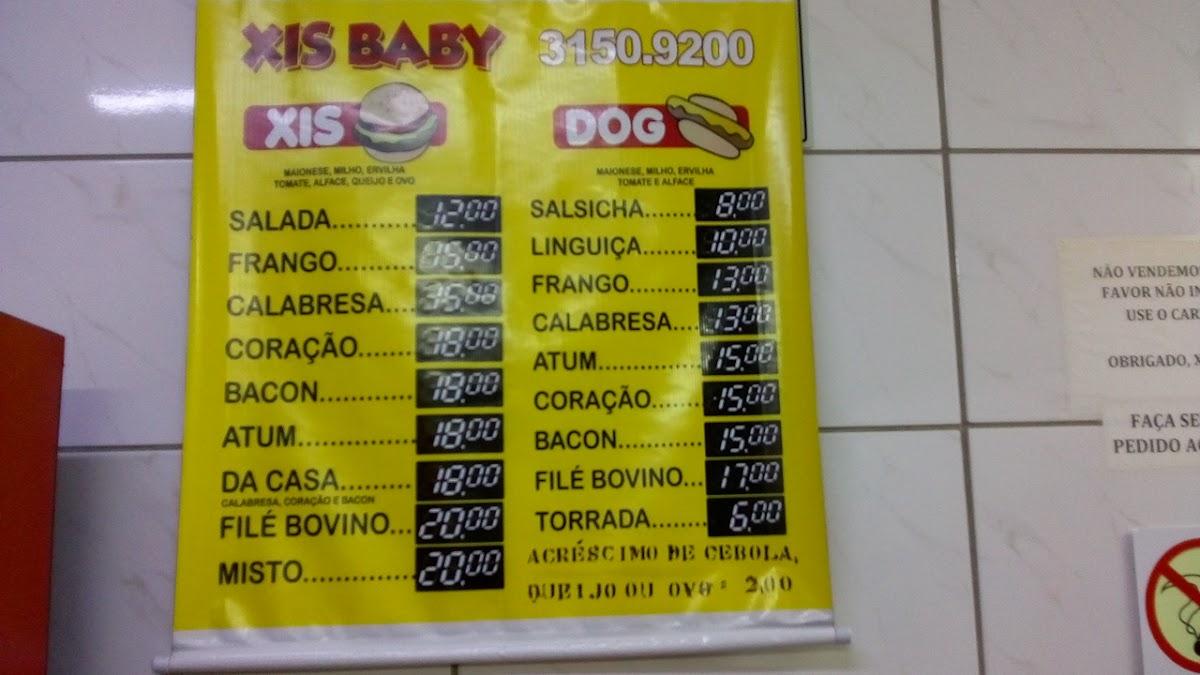 XIS BABY 3150.9200
XIS
MAIONESE, MILHO, ERVILHA
TOMATE, ALFACE, QUEIJO E OVO
SALADA........... 12.00
FRANGO..........
CALABRESA....
CORAÇÃO....... 18.00
BACON............. 18.00
ATUM................ 18.00
DA CASA.......... 18.00
CALABRESA, CORAÇÃO E BACON
FILÉ BOVINO... 20.00
MISTO............... 20.00
DOG
MAIONESE, MILHO, ERVILHA
TOMATE E ALFACE
SALSICHA....... 8.00
LINGUIÇA........ 10.00
FRANGO.......... 13.00
CALABRESA.... 13.00
ATUM............... 15.00
CORAÇÃO....... 15.00
BACON............ 15.00
FILÉ BOVINO... 17.00
TORRADA........ 6.00
ACRÉSCIMO DE CEBOLA,
QUEIJO OU OVO = 2,00
NÃO VENDEMO
FAVOR NÃO IN
USE O CAR
OBRIGADO, X
FAÇA SE
PEDIDO AO